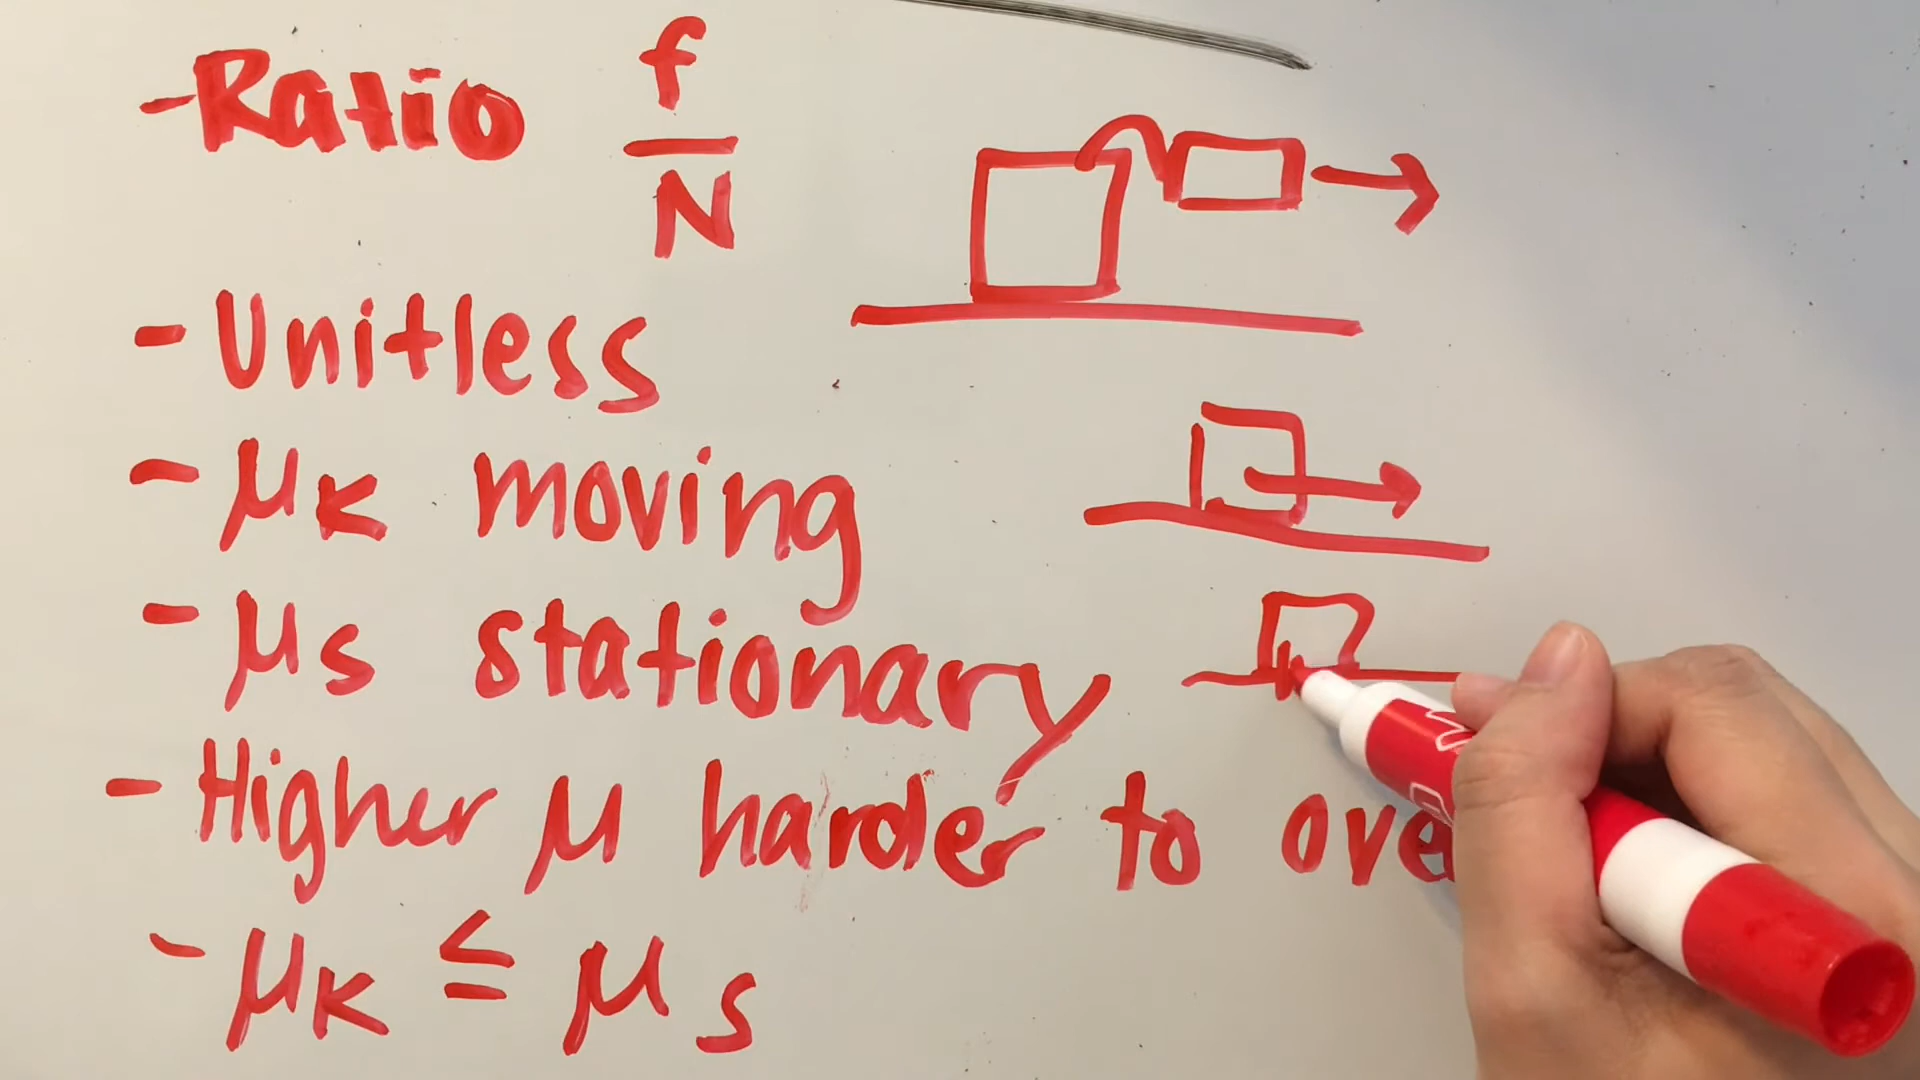 - Ratio f/N
- Unitless
- μk moving
- μs stationary
- Higher μ harder to ove
- μk ≤ μs